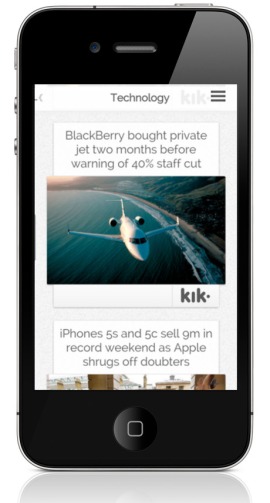 Technology kik·
BlackBerry bought private
jet two months before
warning of 40% staff cut
kik·
iPhones 5s and 5c sell 9m in
record weekend as Apple
shrugs off doubters